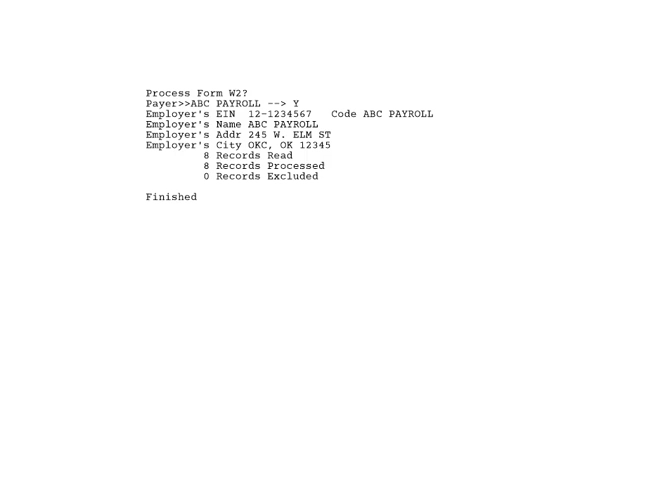 Process Form W2?
Payer>>ABC PAYROLL --> Y
Employer's EIN  12-1234567   Code ABC PAYROLL
Employer's Name ABC PAYROLL
Employer's Addr 245 W. ELM ST
Employer's City OKC, OK 12345
         8 Records Read
         8 Records Processed
         0 Records Excluded

Finished